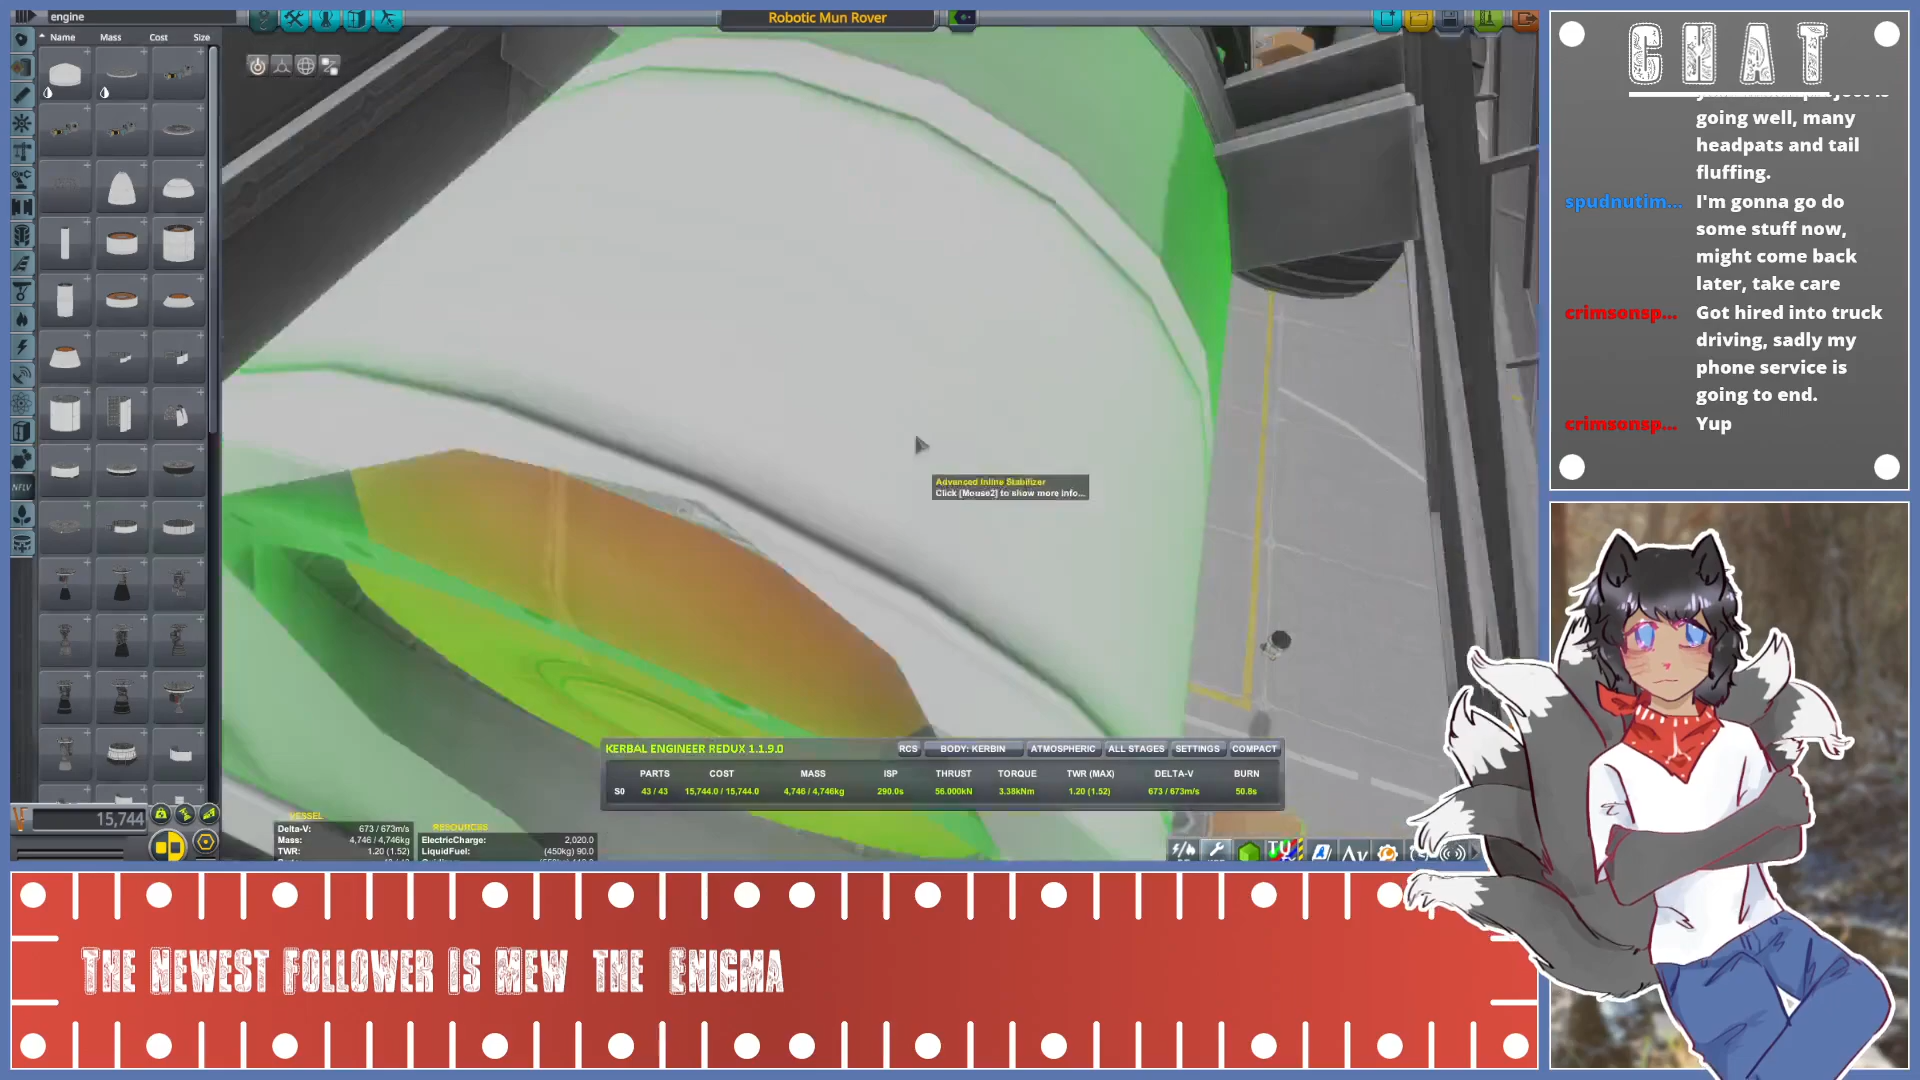 engine
Robotic Mun Rover
Name Mass Cost Size
CHAT
going well, many
headpats and tail
fluffing.
spudnutim... I'm gonna go do
some stuff now,
might come back
later, take care
crimsonsp... Got hired into truck
driving, sadly my
phone service is
going to end.
crimsonsp... Yup
Advanced Inline Stabilizer
Click [Mouse2] to show more info...
NFLV
KERBAL ENGINEER REDUX 1.1.9.0 RCS BODY: KERBIN ATMOSPHERIC ALL STAGES SETTINGS COMPACT
PARTS COST MASS ISP THRUST TORQUE TWR (MAX) DELTA-V BURN
S0 43 / 43 15,744.0 / 15,744.0 4,746 / 4,746kg 290.0s 56.000kN 3.38kNm 1.20 (1.52) 673 / 673m/s 50.8s
15,744
VESSEL
Delta-V: 673 / 673m/s
Mass: 4,746 / 4,746kg
TWR: 1.20 (1.52)
RESOURCES
ElectricCharge: 2,020.0
LiquidFuel: (450kg) 90.0
The Newest Follower Is Mew the Enigma